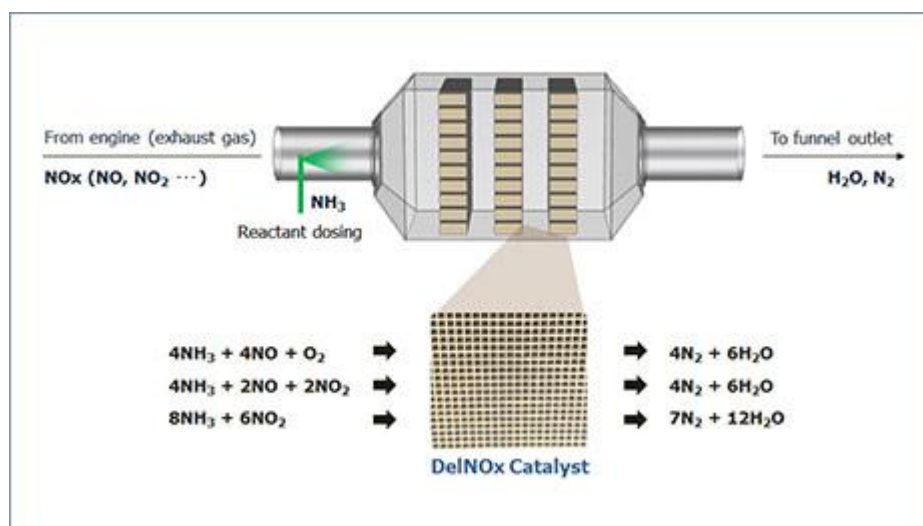 From engine (exhaust gas)
NOx (NO, NO₂ ···)
NH₃
Reactant dosing
To funnel outlet
H₂O, N₂
4NH₃ + 4NO + O₂ ➡ 4N₂ + 6H₂O
4NH₃ + 2NO + 2NO₂ ➡ 4N₂ + 6H₂O
8NH₃ + 6NO₂ ➡ 7N₂ + 12H₂O
DelNOx Catalyst